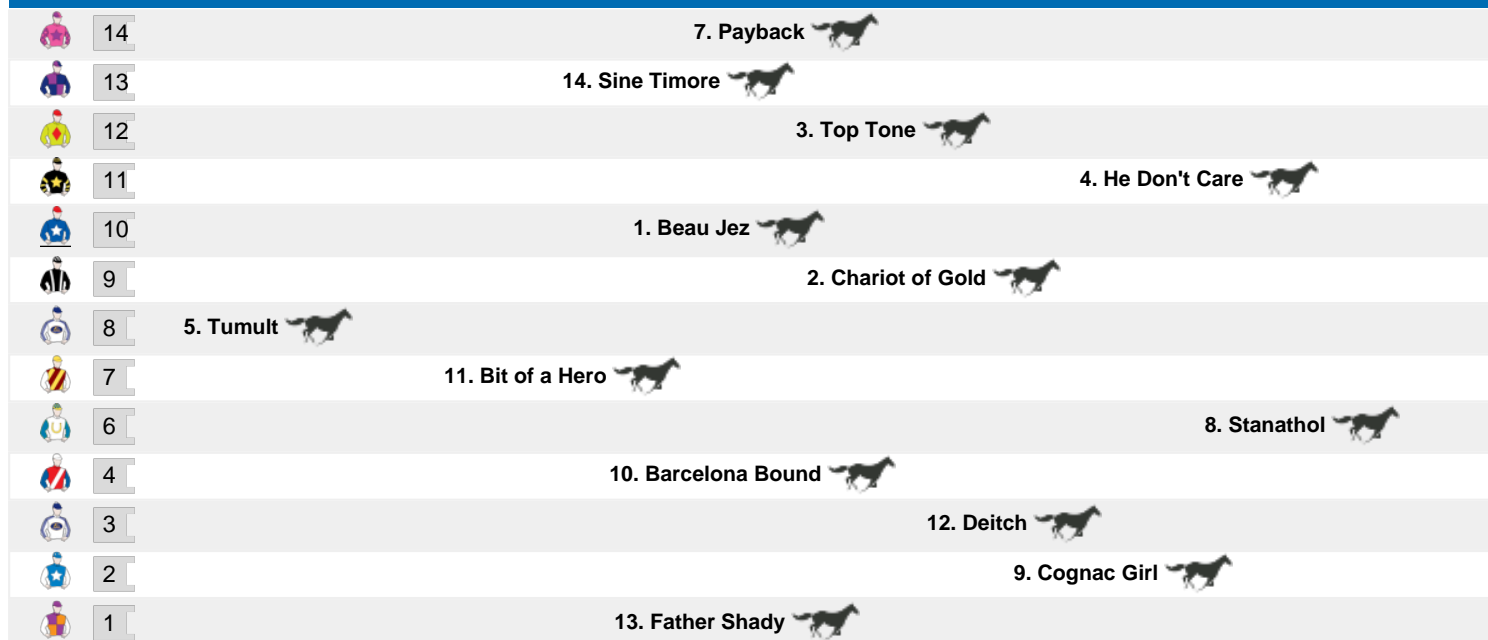 14 7. Payback
13 14. Sine Timore
12 3. Top Tone
11 4. He Don't Care
10 1. Beau Jez
9 2. Chariot of Gold
8 5. Tumult
7 11. Bit of a Hero
6 8. Stanathol
4 10. Barcelona Bound
3 12. Deitch
2 9. Cognac Girl
1 13. Father Shady